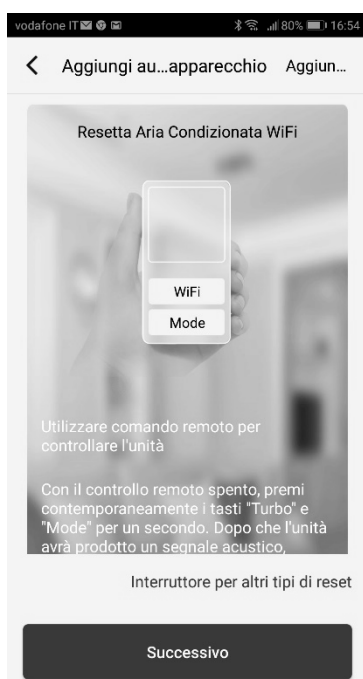 vodafone IT 80% 16:54
Aggiungi au...apparecchio Aggiun...
Resetta Aria Condizionata WiFi
WiFi
Mode
Utilizzare comando remoto per
controllare l'unità
Con il controllo remoto spento, premi
contemporaneamente i tasti "Turbo" e
"Mode" per un secondo. Dopo che l'unità
avrà prodotto un segnale acustico,
Interruttore per altri tipi di reset
Successivo